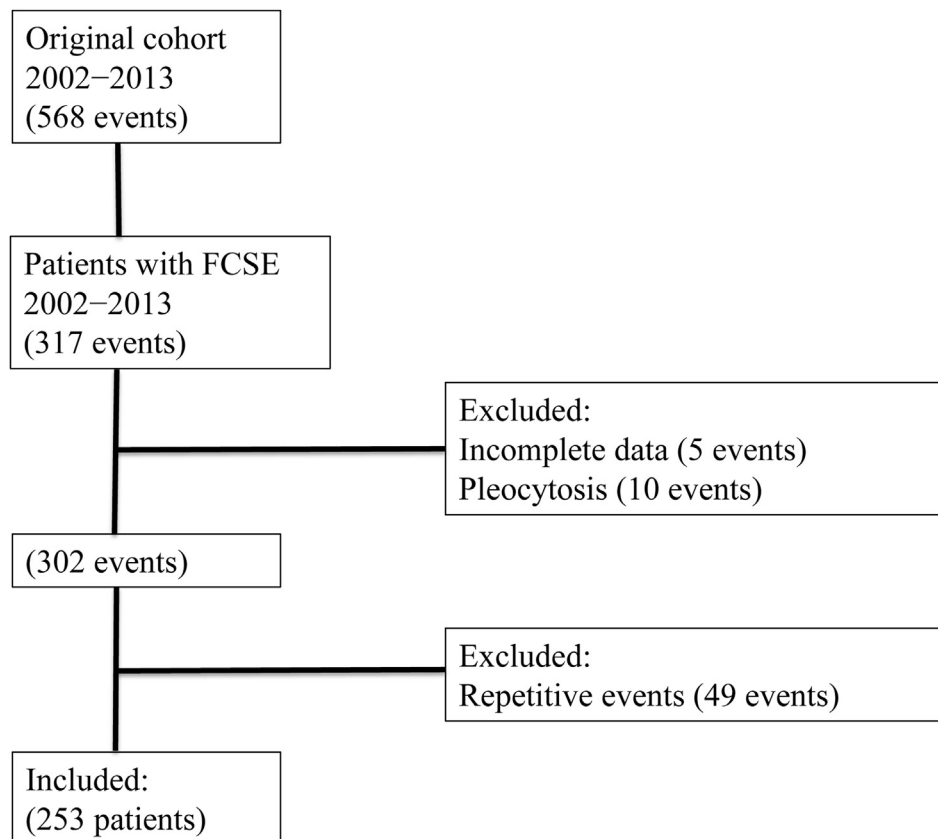 Original cohort
2002−2013
(568 events)
Patients with FCSE
2002−2013
(317 events)
Excluded:
Incomplete data (5 events)
Pleocytosis (10 events)
(302 events)
Excluded:
Repetitive events (49 events)
Included:
(253 patients)